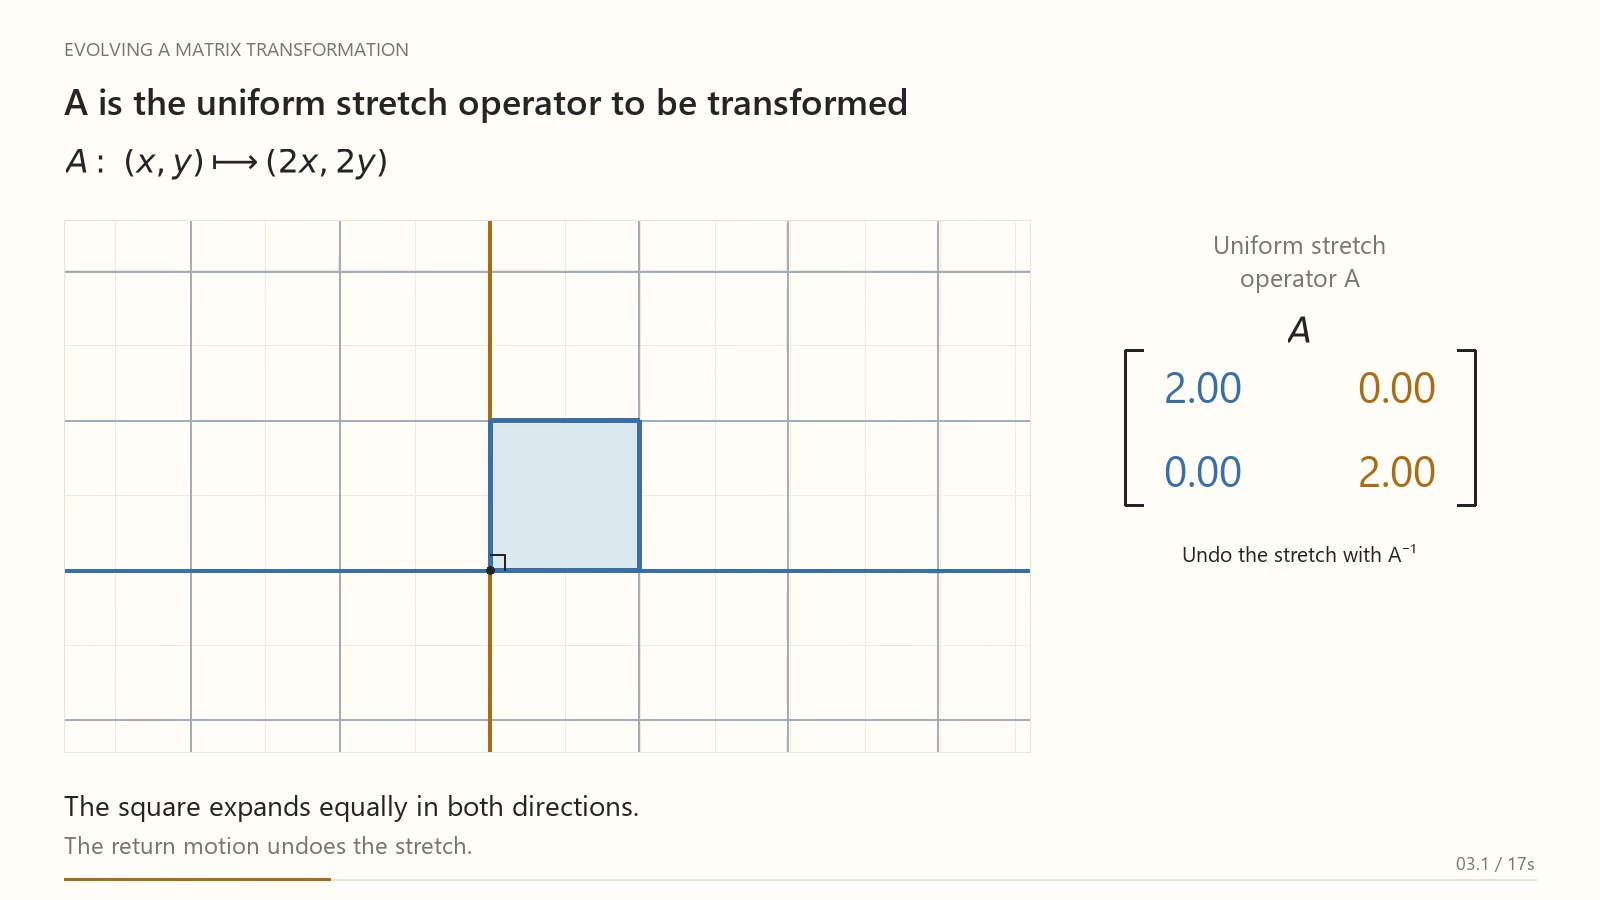 EVOLVING A MATRIX TRANSFORMATION
A is the uniform stretch operator to be transformed
A : (x, y) ⟼ (2x, 2y)
Uniform stretch
operator A
A
2.00 0.00
0.00 2.00
Undo the stretch with A⁻¹
The square expands equally in both directions.
The return motion undoes the stretch.
03.1 / 17s